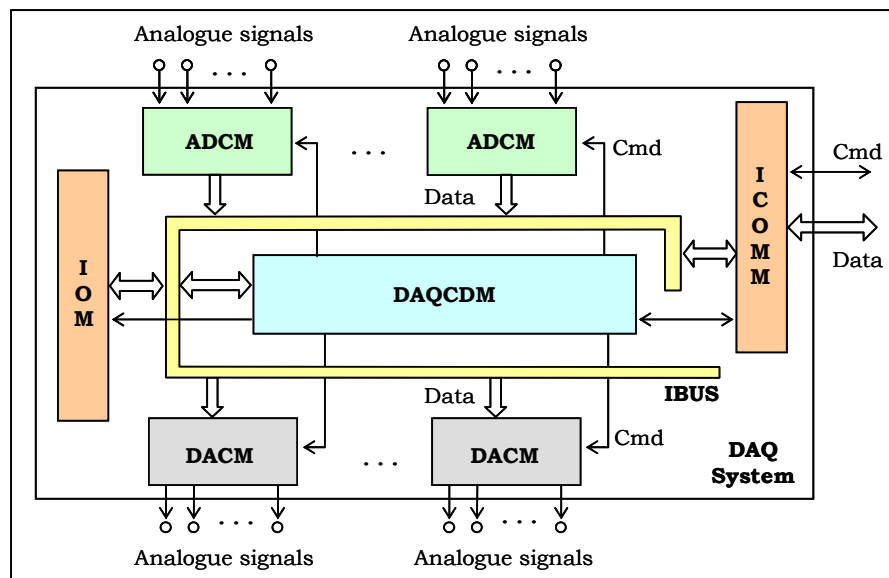 Analogue signals
Analogue signals
. . .
. . .
ADCM
. . .
ADCM
Cmd
Cmd
I
C
O
M
M
Data
Data
I
O
M
DAQCDM
Data
IBUS
DACM
. . .
DACM
Cmd
DAQ
System
. . .
. . .
Analogue signals
Analogue signals